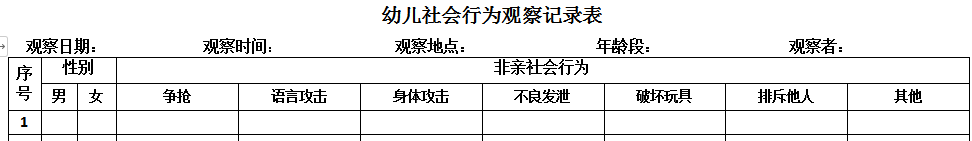 幼儿社会行为观察记录表
观察日期： 观察时间： 观察地点： 年龄段： 观察者：
序号 性别 非亲社会行为
男 女 争抢 语言攻击 身体攻击 不良发泄 破坏玩具 排斥他人 其他
1